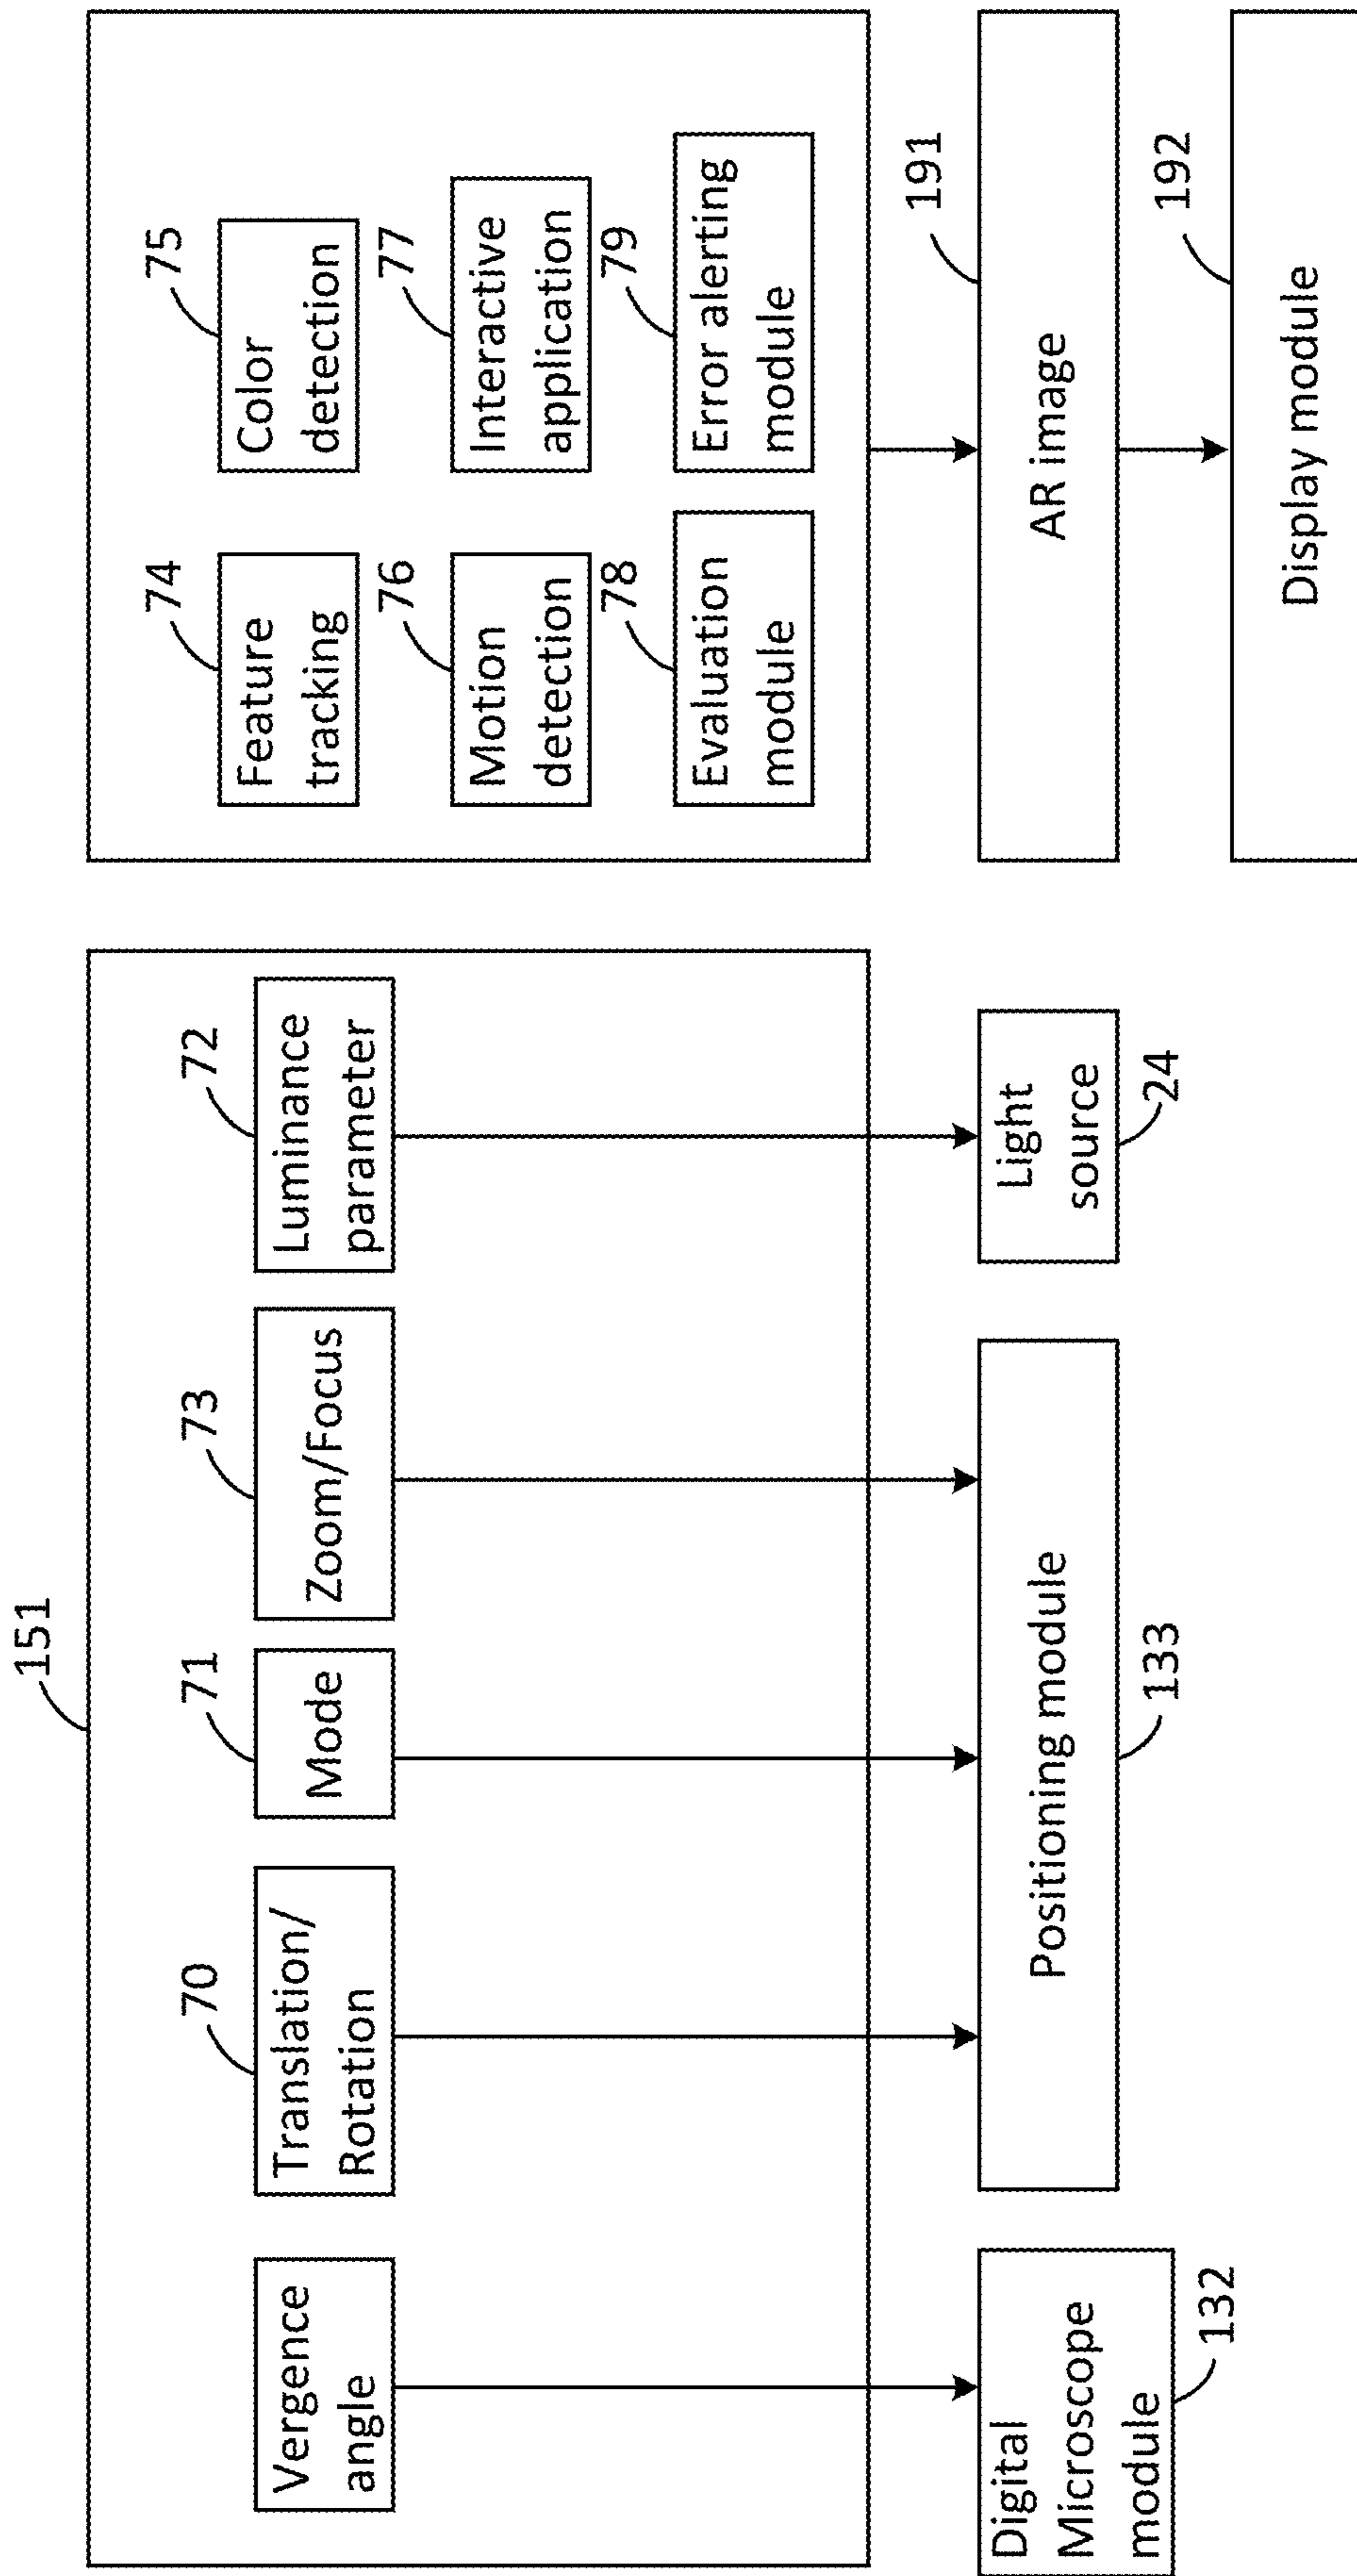 151
70
71
73
72
Vergence
angle
Translation/
Rotation
Mode
Zoom/Focus
Luminance
parameter
Digital
Microscope
module
132
Positioning module
133
Light
source
24
74
75
Feature
tracking
Color
detection
76
77
Motion
detection
Interactive
application
78
79
Evaluation
module
Error alerting
module
191
AR image
192
Display module